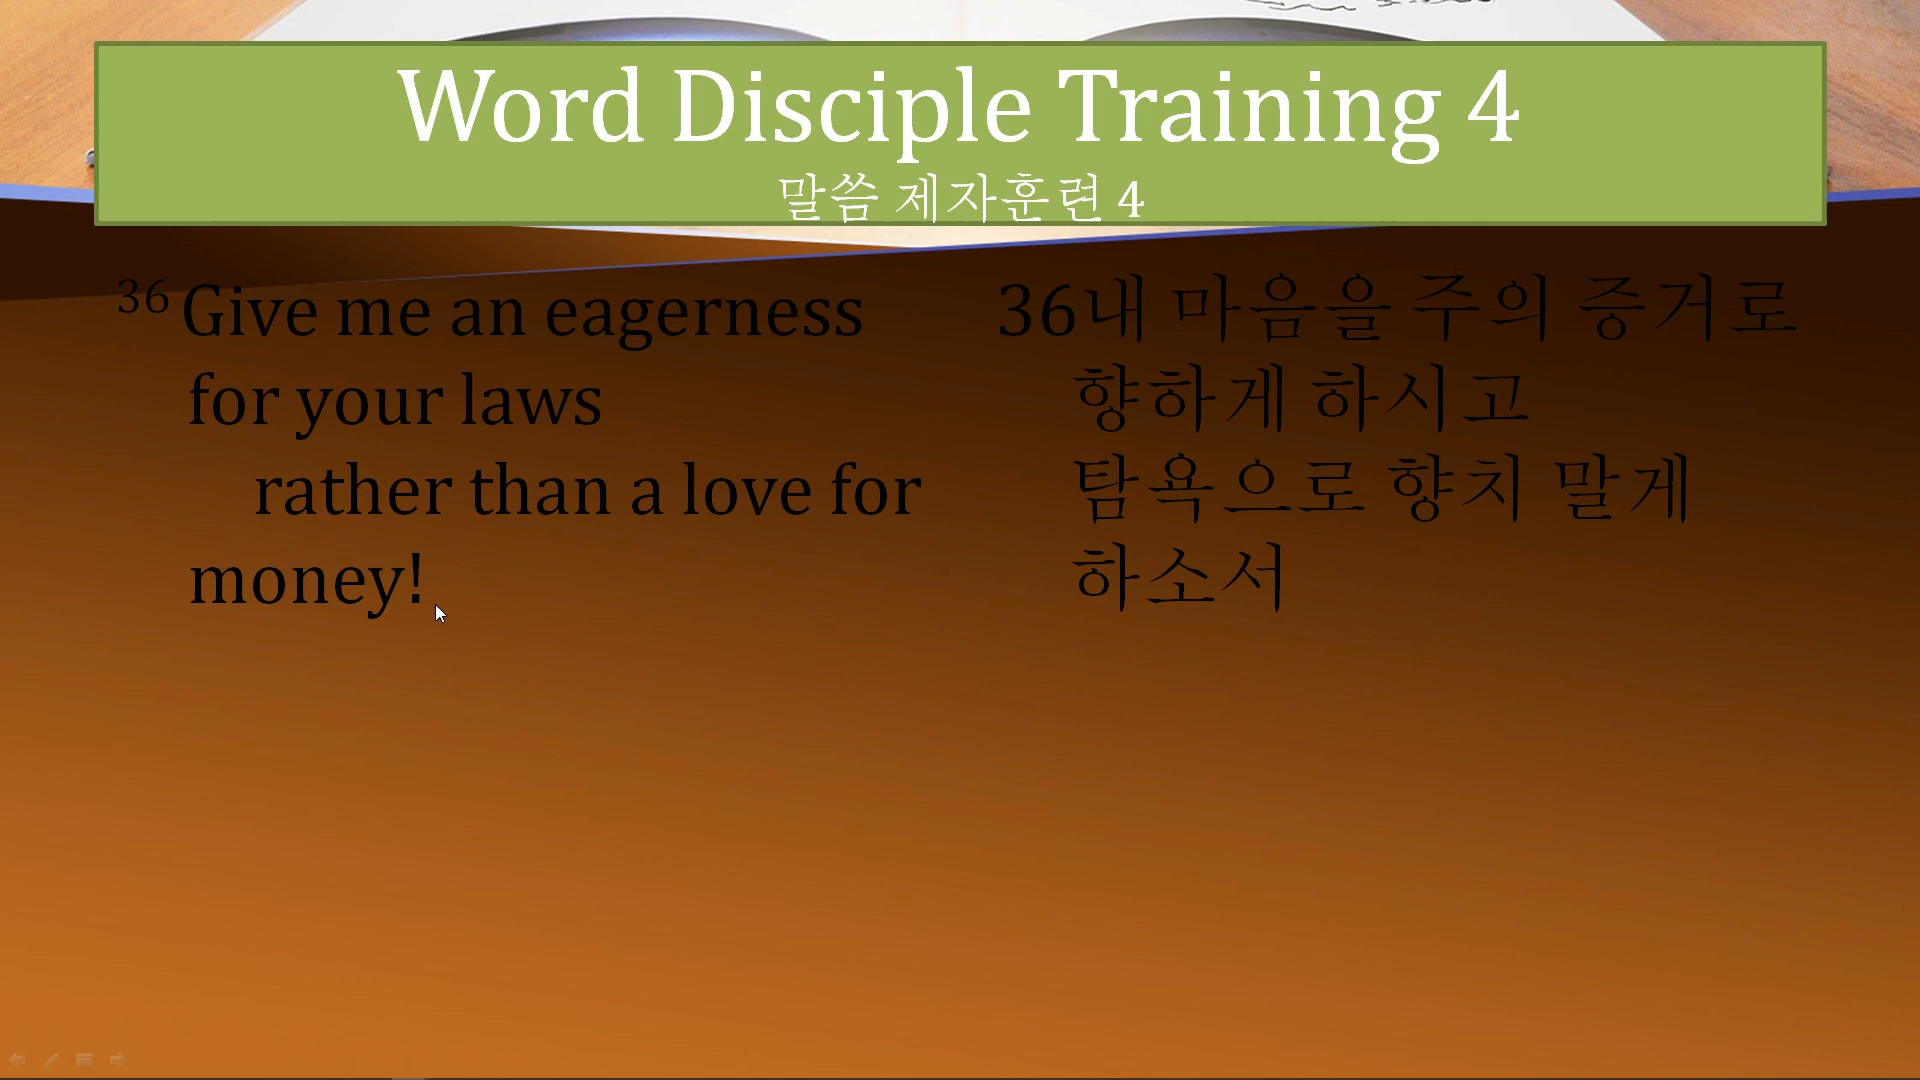 Word Disciple Training 4
말씀 제자훈련 4
36 Give me an eagerness
for your laws
rather than a love for
money!
36내 마음을 주의 증거로
향하게 하시고
탐욕으로 향치 말게
하소서